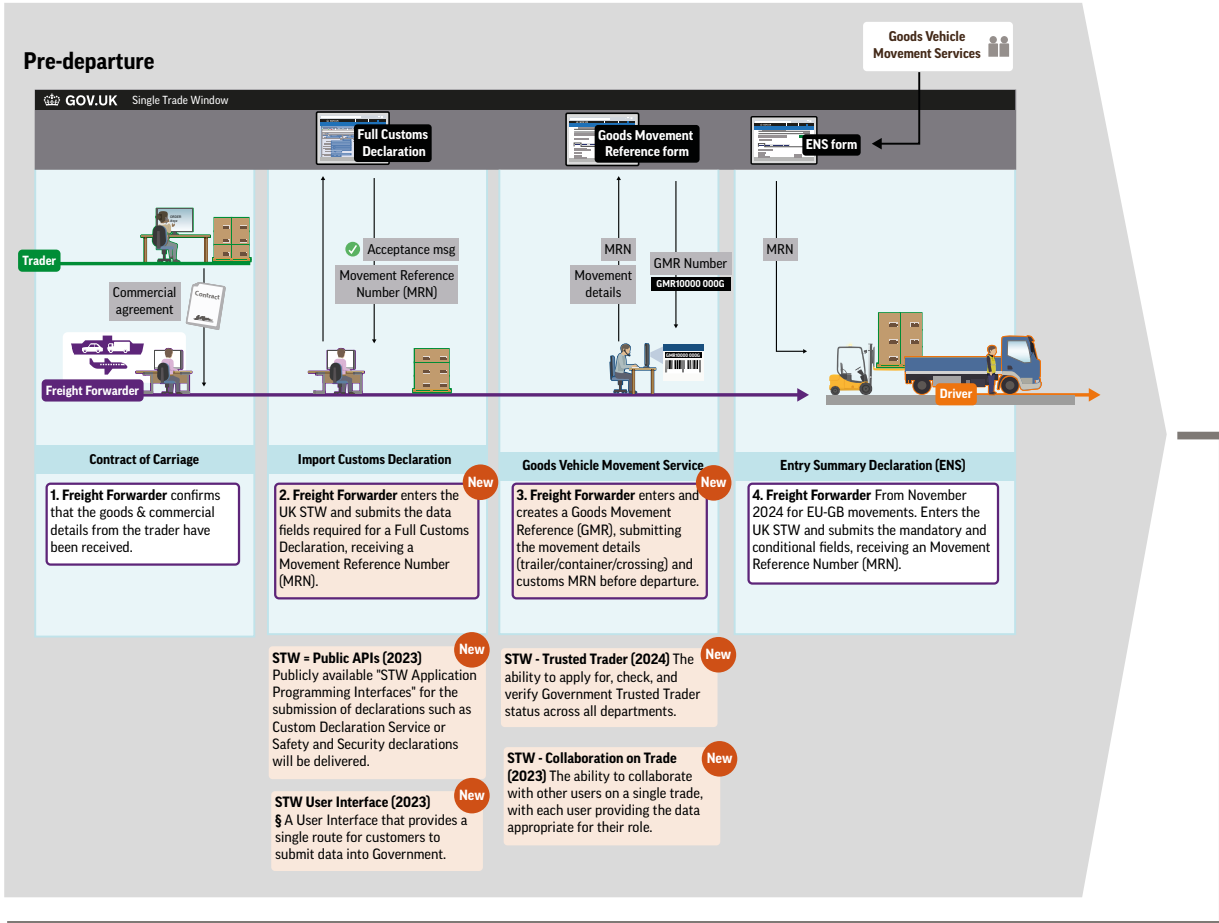 Goods Vehicle
Movement Services
Pre-departure
GOV.UK Single Trade Window
Full Customs
Declaration
Goods Movement
Reference form
ENS form
Trader
Commercial
agreement
Contract
Freight Forwarder
Acceptance msg
Movement Reference
Number (MRN)
MRN
Movement
details
GMR Number
GMR10000 000G
GMR10000 000G
MRN
Driver
Contract of Carriage
1. Freight Forwarder confirms
that the goods & commercial
details from the trader have
been received.
Import Customs Declaration
New
2. Freight Forwarder enters the
UK STW and submits the data
fields required for a Full Customs
Declaration, receiving a
Movement Reference Number
(MRN).
Goods Vehicle Movement Service
New
3. Freight Forwarder enters and
creates a Goods Movement
Reference (GMR), submitting
the movement details
(trailer/container/crossing) and
customs MRN before departure.
Entry Summary Declaration (ENS)
4. Freight Forwarder From November
2024 for EU-GB movements. Enters the
UK STW and submits the mandatory and
conditional fields, receiving an Movement
Reference Number (MRN).
New
STW = Public APIs (2023)
Publicly available "STW Application
Programming Interfaces" for the
submission of declarations such as
Custom Declaration Service or
Safety and Security declarations
will be delivered.
New
STW User Interface (2023)
§ A User Interface that provides a
single route for customers to
submit data into Government.
New
STW - Trusted Trader (2024) The
ability to apply for, check, and
verify Government Trusted Trader
status across all departments.
New
STW - Collaboration on Trade
(2023) The ability to collaborate
with other users on a single trade,
with each user providing the data
appropriate for their role.